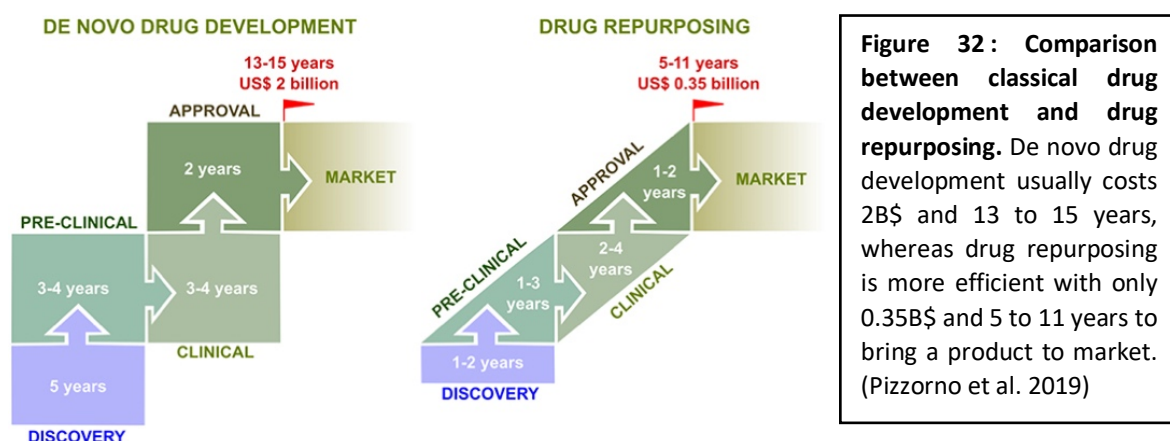 DE NOVO DRUG DEVELOPMENT
13-15 years
US$ 2 billion
APPROVAL
2 years
MARKET
PRE-CLINICAL
3-4 years
3-4 years
CLINICAL
5 years
DISCOVERY
DRUG REPURPOSING
5-11 years
US$ 0.35 billion
APPROVAL
1-2
years
MARKET
PRE-CLINICAL
1-3
years
2-4
years
CLINICAL
1-2 years
DISCOVERY
Figure 32 : Comparison
between classical drug
development and drug
repurposing. De novo drug
development usually costs
2B$ and 13 to 15 years,
whereas drug repurposing
is more efficient with only
0.35B$ and 5 to 11 years to
bring a product to market.
(Pizzorno et al. 2019)